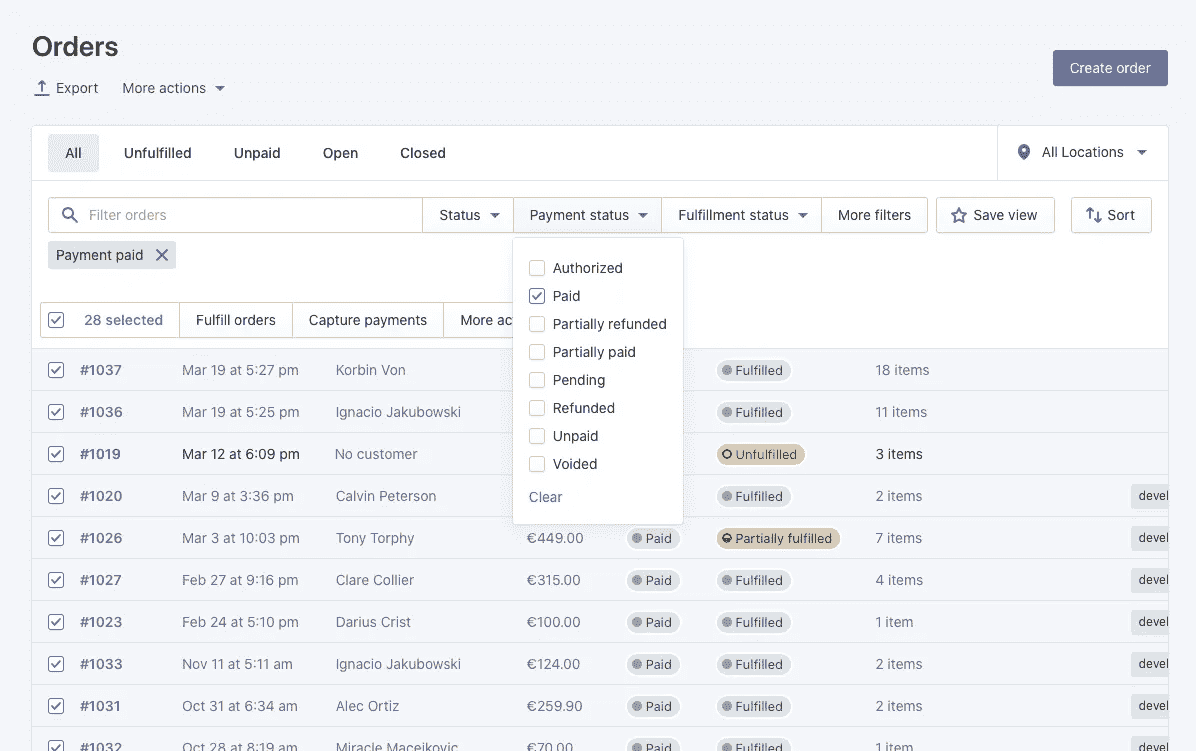 Orders
Create order
Export More actions
All Unfulfilled Unpaid Open Closed All Locations
Filter orders Status Payment status Fulfillment status More filters Save view Sort
Payment paid
Authorized
Paid
Partially refunded
Partially paid
Pending
Refunded
Unpaid
Voided
Clear
28 selected Fulfill orders Capture payments More
#1037 Mar 19 at 5:27 pm Korbin Von Fulfilled 18 items
#1036 Mar 19 at 5:25 pm Ignacio Jakubowski Fulfilled 11 items
#1019 Mar 12 at 6:09 pm No customer Unfulfilled 3 items
#1020 Mar 9 at 3:36 pm Calvin Peterson Fulfilled 2 items devel
#1026 Mar 3 at 10:03 pm Tony Torphy €449.00 Paid Partially fulfilled 7 items devel
#1027 Feb 27 at 9:16 pm Clare Collier €315.00 Paid Fulfilled 4 items devel
#1023 Feb 24 at 5:10 pm Darius Crist €100.00 Paid Fulfilled 1 item devel
#1033 Nov 11 at 5:11 am Ignacio Jakubowski €124.00 Paid Fulfilled 2 items devel
#1031 Oct 31 at 6:34 am Alec Ortiz €259.90 Paid Fulfilled 2 items devel
#1032 Oct 28 at 8:19 am Miracle Macejkovic €70.00 Paid Fulfilled 1 item devel